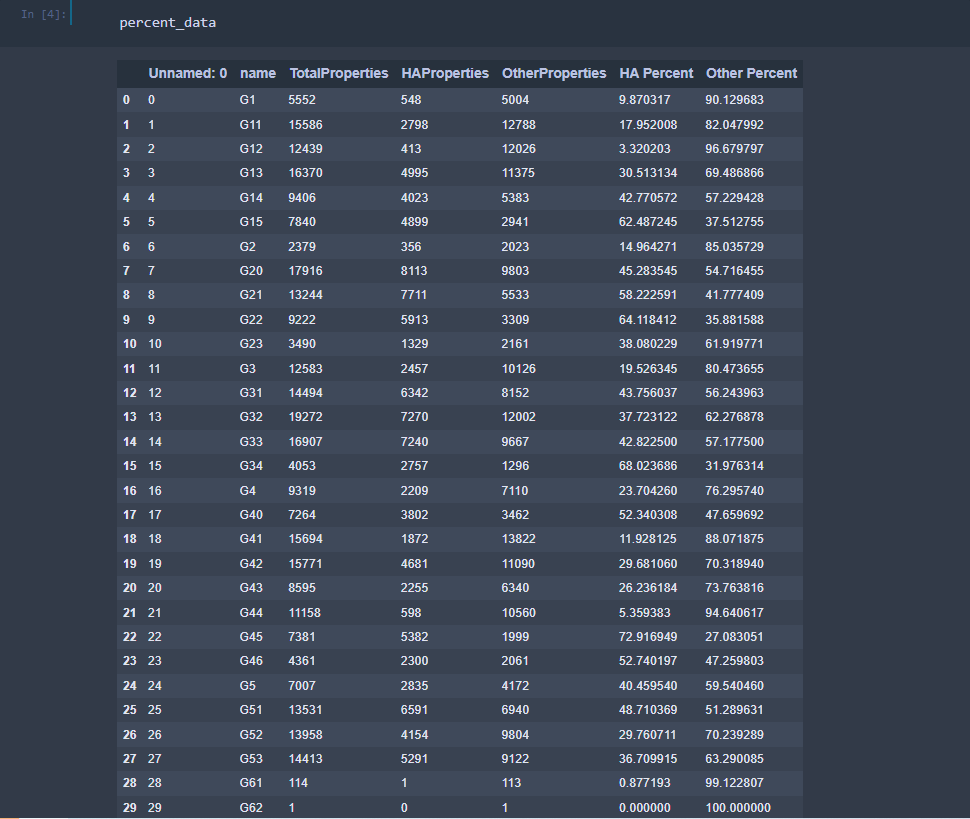 In [4]:
percent_data
Unnamed: 0 name TotalProperties HAProperties OtherProperties HA Percent Other Percent
0 0 G1 5552 548 5004 9.870317 90.129683
1 1 G11 15586 2798 12788 17.952008 82.047992
2 2 G12 12439 413 12026 3.320203 96.679797
3 3 G13 16370 4995 11375 30.513134 69.486866
4 4 G14 9406 4023 5383 42.770572 57.229428
5 5 G15 7840 4899 2941 62.487245 37.512755
6 6 G2 2379 356 2023 14.964271 85.035729
7 7 G20 17916 8113 9803 45.283545 54.716455
8 8 G21 13244 7711 5533 58.222591 41.777409
9 9 G22 9222 5913 3309 64.118412 35.881588
10 10 G23 3490 1329 2161 38.080229 61.919771
11 11 G3 12583 2457 10126 19.526345 80.473655
12 12 G31 14494 6342 8152 43.756037 56.243963
13 13 G32 19272 7270 12002 37.723122 62.276878
14 14 G33 16907 7240 9667 42.822500 57.177500
15 15 G34 4053 2757 1296 68.023686 31.976314
16 16 G4 9319 2209 7110 23.704260 76.295740
17 17 G40 7264 3802 3462 52.340308 47.659692
18 18 G41 15694 1872 13822 11.928125 88.071875
19 19 G42 15771 4681 11090 29.681060 70.318940
20 20 G43 8595 2255 6340 26.236184 73.763816
21 21 G44 11158 598 10560 5.359383 94.640617
22 22 G45 7381 5382 1999 72.916949 27.083051
23 23 G46 4361 2300 2061 52.740197 47.259803
24 24 G5 7007 2835 4172 40.459540 59.540460
25 25 G51 13531 6591 6940 48.710369 51.289631
26 26 G52 13958 4154 9804 29.760711 70.239289
27 27 G53 14413 5291 9122 36.709915 63.290085
28 28 G61 114 1 113 0.877193 99.122807
29 29 G62 1 0 1 0.000000 100.000000